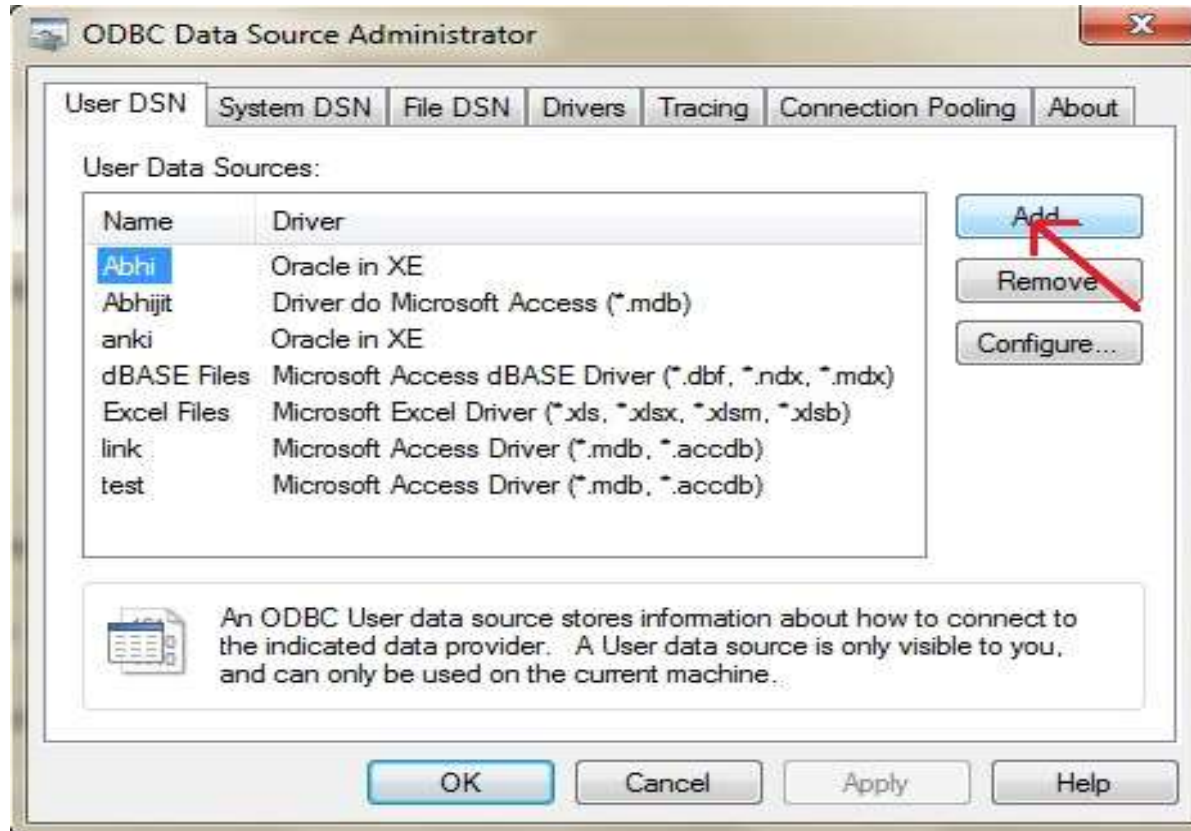 ODBC Data Source Administrator
User DSN System DSN File DSN Drivers Tracing Connection Pooling About
User Data Sources:
Name Driver
Abhi Oracle in XE
Abhijit Driver do Microsoft Access (*.mdb)
anki Oracle in XE
dBASE Files Microsoft Access dBASE Driver (*.dbf, *.ndx, *.mdx)
Excel Files Microsoft Excel Driver (*.xls, *.xlsx, *.xlsm, *.xlsb)
link Microsoft Access Driver (*.mdb, *.accdb)
test Microsoft Access Driver (*.mdb, *.accdb)
Add...
Remove
Configure...
An ODBC User data source stores information about how to connect to
the indicated data provider. A User data source is only visible to you,
and can only be used on the current machine.
OK Cancel Apply Help